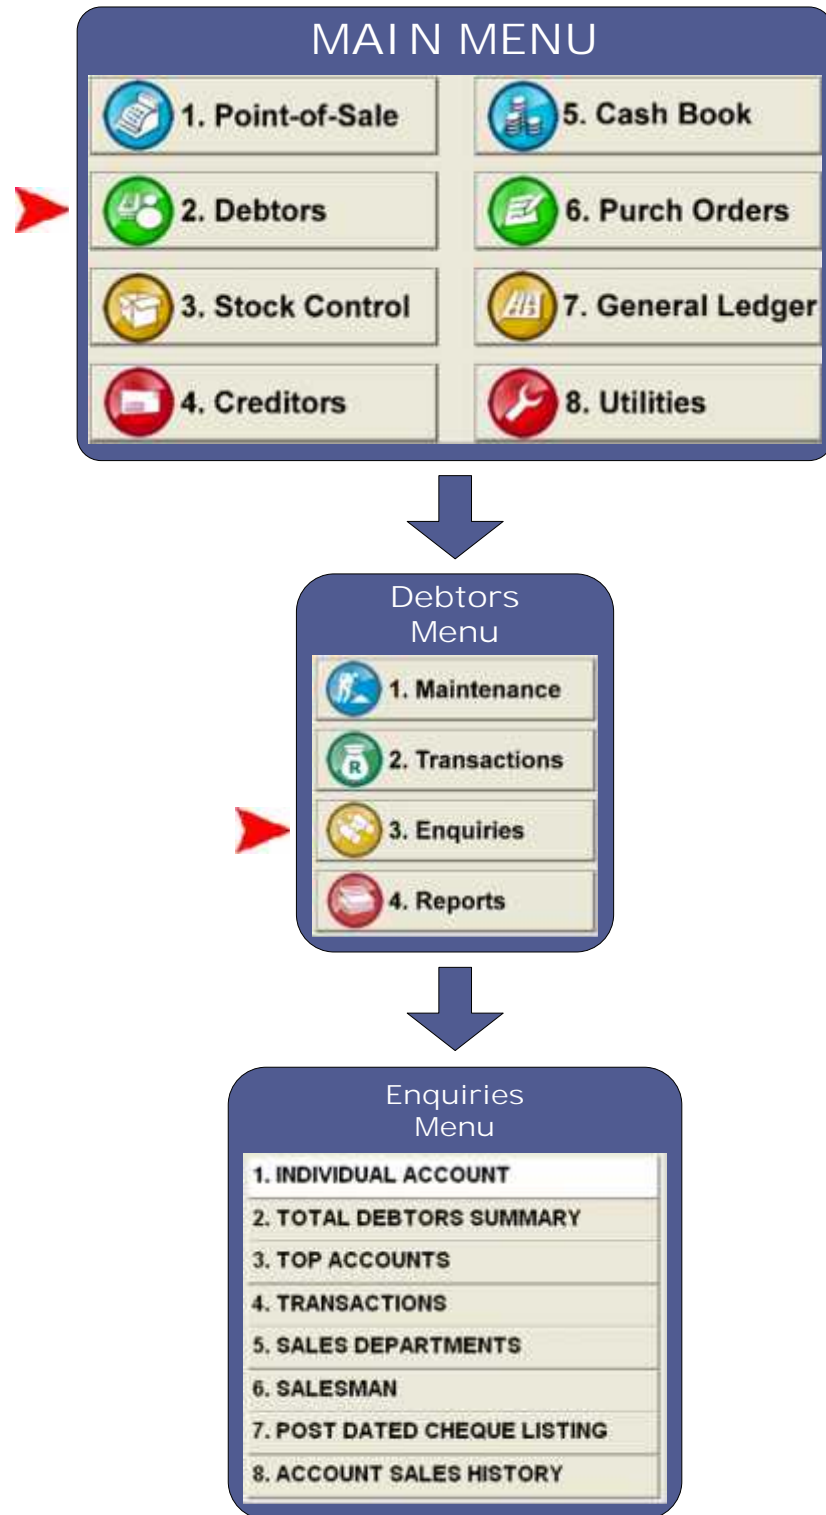 MAIN MENU
1. Point-of-Sale
5. Cash Book
2. Debtors
6. Purch Orders
3. Stock Control
7. General Ledger
4. Creditors
8. Utilities
Debtors
Menu
1. Maintenance
2. Transactions
R
3. Enquiries
4. Reports
Enquiries
Menu
1. INDIVIDUAL ACCOUNT
2. TOTAL DEBTORS SUMMARY
3. TOP ACCOUNTS
4. TRANSACTIONS
5. SALES DEPARTMENTS
6. SALESMAN
7. POST DATED CHEQUE LISTING
8. ACCOUNT SALES HISTORY